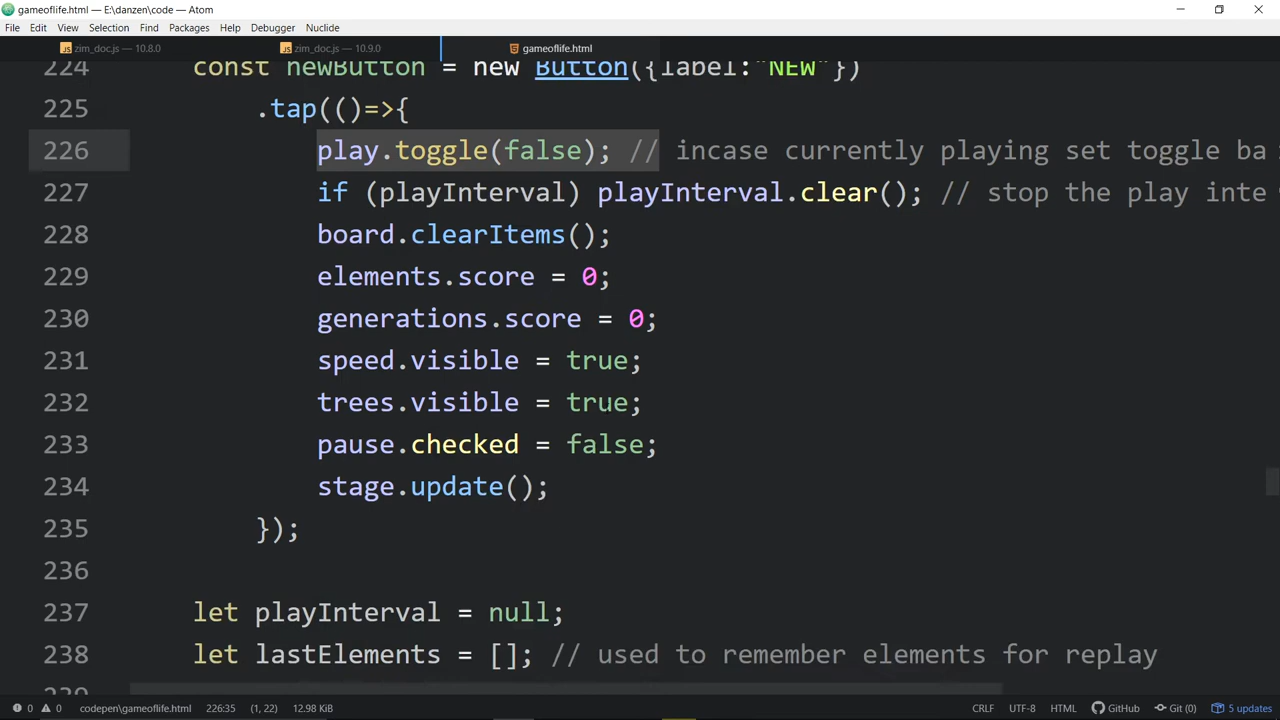 gameoflife.html — E:\danzen\code — Atom
File Edit View Selection Find Packages Help Debugger Nuclide
zim_doc.js — 10.8.0 zim_doc.js — 10.9.0 gameoflife.html
224 const newButton = new Button({label:"NEW"})
225 .tap(()=>{
226 play.toggle(false); // incase currently playing set toggle ba
227 if (playInterval) playInterval.clear(); // stop the play inte
228 board.clearItems();
229 elements.score = 0;
230 generations.score = 0;
231 speed.visible = true;
232 trees.visible = true;
233 pause.checked = false;
234 stage.update();
235 });
236
237 let playInterval = null;
238 let lastElements = []; // used to remember elements for replay
239
0 0 codepen\gameoflife.html 226:35 (1, 22) 12.98 KiB CRLF UTF-8 HTML GitHub Git (0) 5 updates